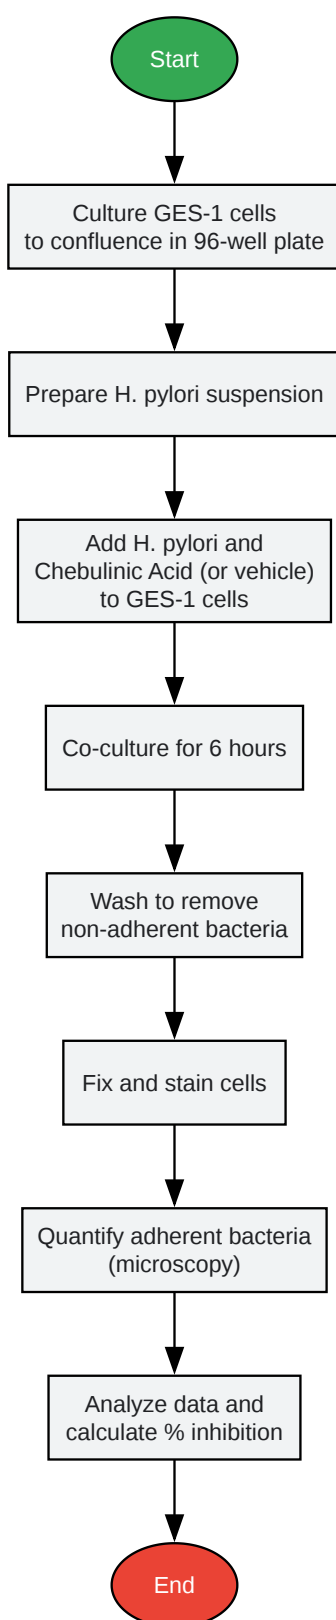 Start
Culture GES-1 cells
to confluence in 96-well plate
Prepare H. pylori suspension
Add H. pylori and
Chebulinic Acid (or vehicle)
to GES-1 cells
Co-culture for 6 hours
Wash to remove
non-adherent bacteria
Fix and stain cells
Quantify adherent bacteria
(microscopy)
Analyze data and
calculate % inhibition
End